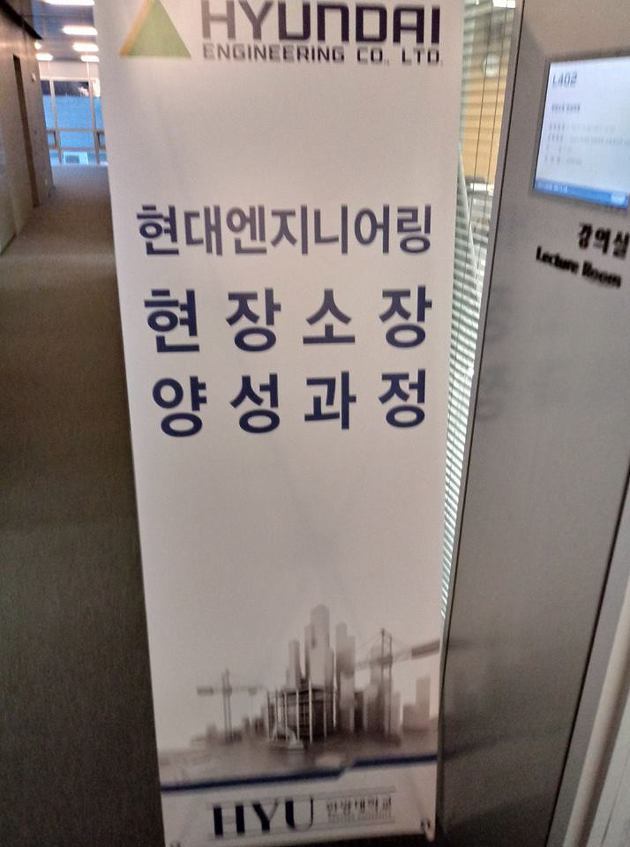 HYUNDAI
ENGINEERING CO., LTD.
현대엔지니어링
현장소장
양성과정
HYU 한양대학교
L402
강의실
Lecture Room